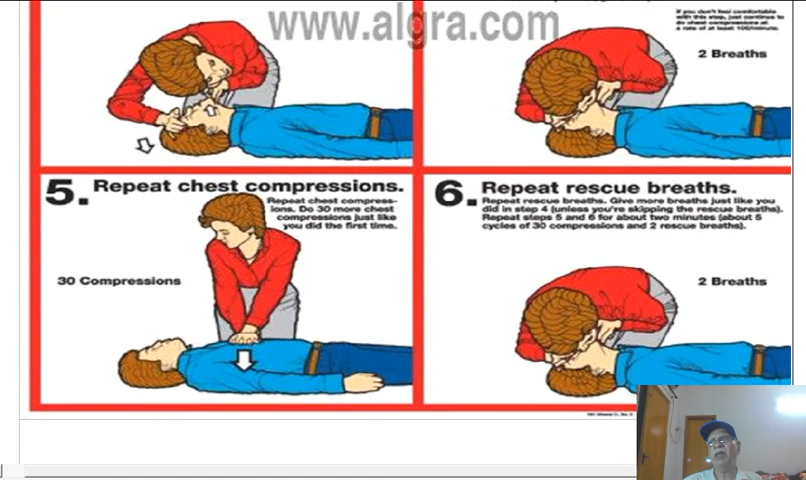 www.algra.com
If you don't feel comfortable
with this step, just continue to
do chest compressions at
a rate of at least 100/minute.
2 Breaths
5. Repeat chest compressions.
Repeat chest compress-
ions. Do 30 more chest
compressions just like
you did the first time.
30 Compressions
6. Repeat rescue breaths.
Repeat rescue breaths. Give more breaths just like you
did in step 4 (unless you're skipping the rescue breaths).
Repeat steps 5 and 6 for about two minutes (about 5
cycles of 30 compressions and 2 rescue breaths).
2 Breaths